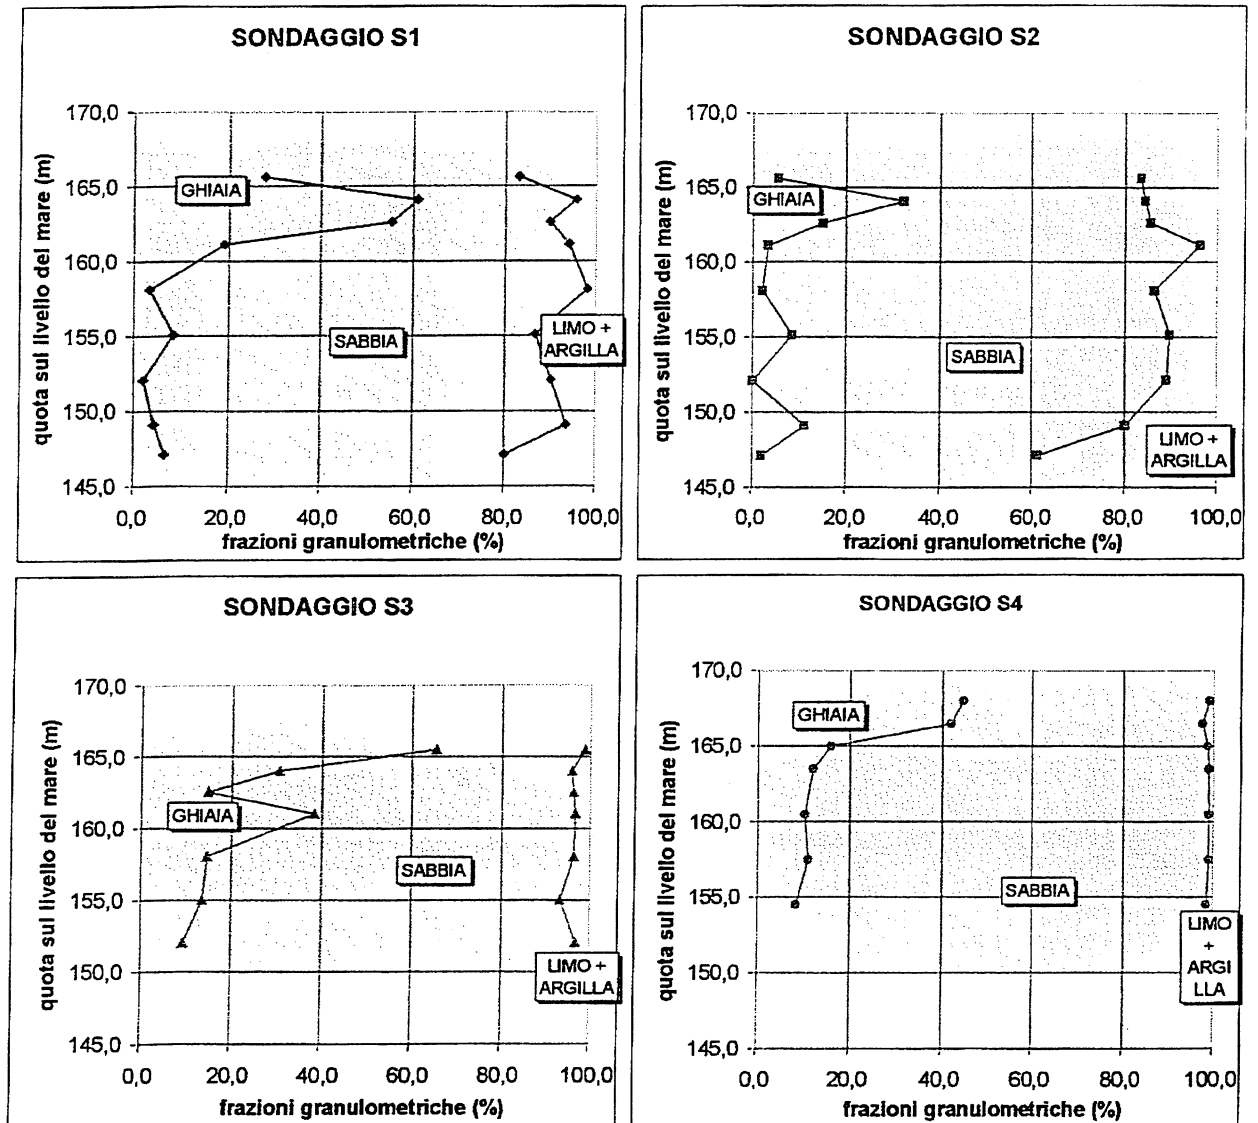 SONDAGGIO S1
quota sul livello del mare (m)
170,0
165,0
160,0
155,0
150,0
145,0
GHIAIA
SABBIA
LIMO +
ARGILLA
0,0 20,0 40,0 60,0 80,0 100,0
frazioni granulometriche (%)
SONDAGGIO S2
quota sul livello del mare (m)
170,0
165,0
160,0
155,0
150,0
145,0
GHIAIA
SABBIA
LIMO +
ARGILLA
0,0 20,0 40,0 60,0 80,0 100,0
frazioni granulometriche (%)
SONDAGGIO S3
quota sul livello del mare (m)
170,0
165,0
160,0
155,0
150,0
145,0
GHIAIA
SABBIA
LIMO +
ARGILLA
0,0 20,0 40,0 60,0 80,0 100,0
frazioni granulometriche (%)
SONDAGGIO S4
quota sul livello del mare (m)
170,0
165,0
160,0
155,0
150,0
145,0
GHIAIA
SABBIA
LIMO
+
ARGI
LLA
0,0 20,0 40,0 60,0 80,0 100,0
frazioni granulometriche (%)